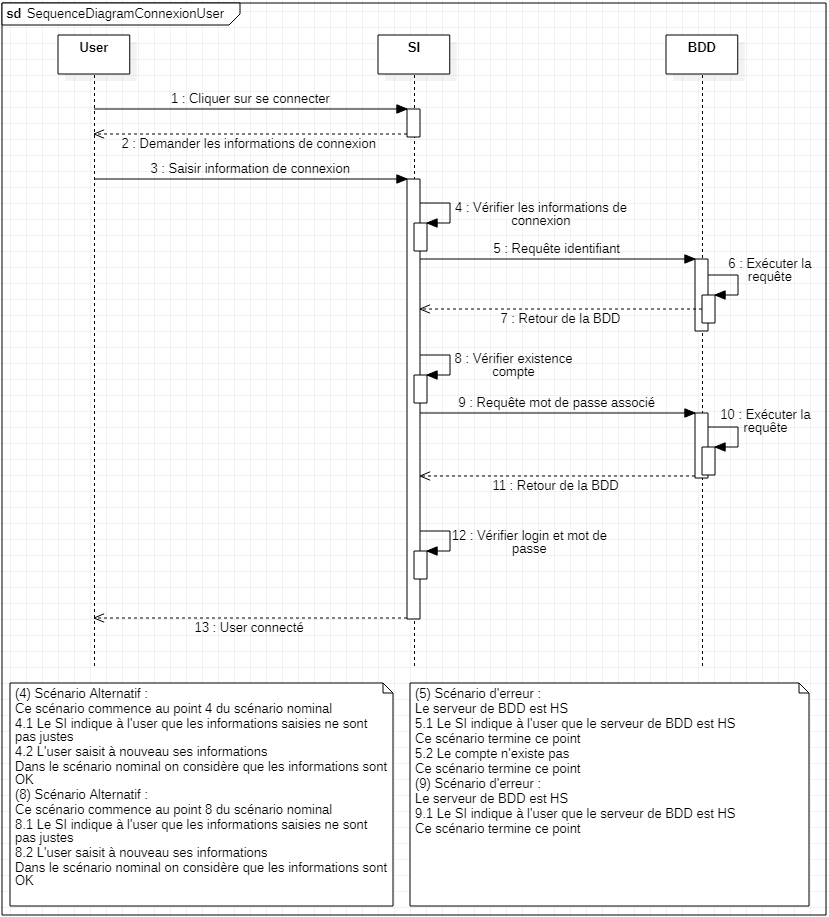 sd SequenceDiagramConnexionUser
User
SI
BDD
1 : Cliquer sur se connecter
2 : Demander les informations de connexion
3 : Saisir information de connexion
4 : Vérifier les informations de
connexion
5 : Requête identifiant
6 : Exécuter la
requête
7 : Retour de la BDD
8 : Vérifier existence
compte
9 : Requête mot de passe associé
10 : Exécuter la
requête
11 : Retour de la BDD
12 : Vérifier login et mot de
passe
13 : User connecté
(4) Scénario Alternatif :
Ce scénario commence au point 4 du scénario nominal
4.1 Le SI indique à l'user que les informations saisies ne sont
pas justes
4.2 L'user saisit à nouveau ses informations
Dans le scénario nominal on considère que les informations sont
OK
(8) Scénario Alternatif :
Ce scénario commence au point 8 du scénario nominal
8.1 Le SI indique à l'user que les informations saisies ne sont
pas justes
8.2 L'user saisit à nouveau ses informations
Dans le scénario nominal on considère que les informations sont
OK
(5) Scénario d'erreur :
Le serveur de BDD est HS
5.1 Le SI indique à l'user que le serveur de BDD est HS
Ce scénario termine ce point
5.2 Le compte n'existe pas
Ce scénario termine ce point
(9) Scénario d'erreur :
Le serveur de BDD est HS
9.1 Le SI indique à l'user que le serveur de BDD est HS
Ce scénario termine ce point